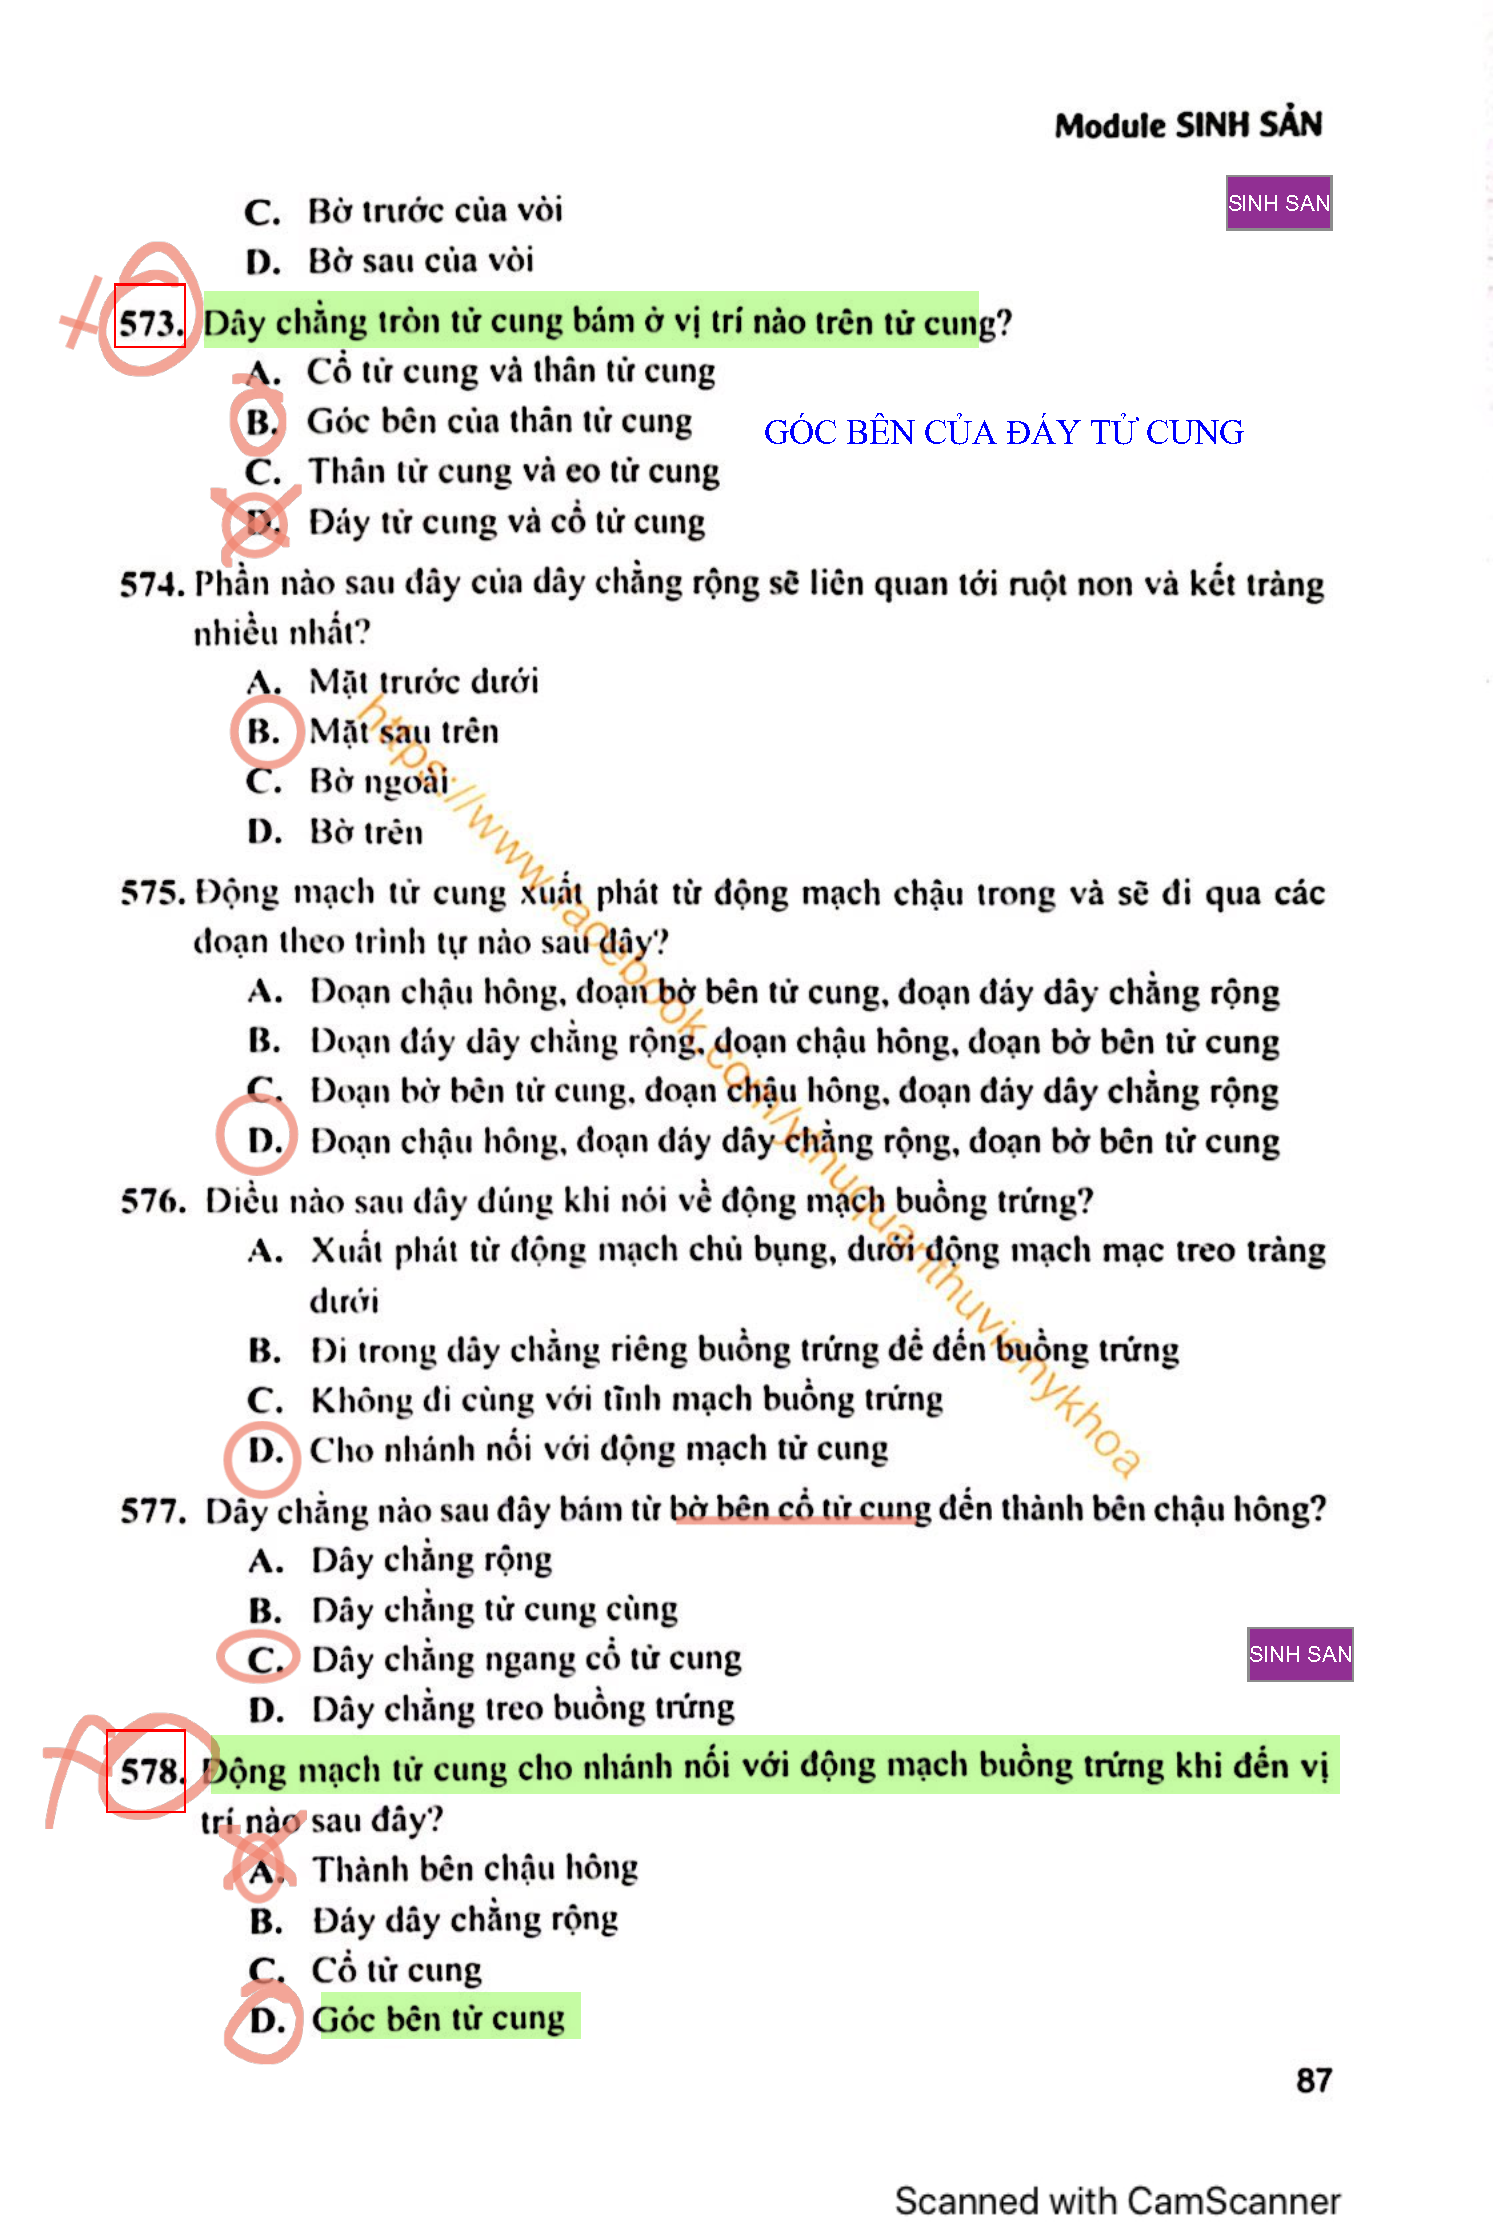 Module SINH SẢN
SINH SAN
C. Bờ trước của vòi
D. Bờ sau của vòi
573. Dây chằng tròn tử cung bám ở vị trí nào trên tử cung?
A. Cổ tử cung và thân tử cung
B. Góc bên của thân tử cung
GÓC BÊN CỦA ĐÁY TỬ CUNG
C. Thân tử cung và eo tử cung
D. Đáy tử cung và cổ tử cung
574. Phần nào sau đây của dây chằng rộng sẽ liên quan tới ruột non và kết tràng
nhiều nhất?
A. Mặt trước dưới
B. Mặt sau trên
C. Bờ ngoài
D. Bờ trên
575. Động mạch tử cung xuất phát từ động mạch chậu trong và sẽ đi qua các
đoạn theo trình tự nào sau đây?
A. Đoạn chậu hông, đoạn bờ bên tử cung, đoạn đáy dây chằng rộng
B. Đoạn đáy dây chằng rộng, đoạn chậu hông, đoạn bờ bên tử cung
C. Đoạn bờ bên tử cung, đoạn chậu hông, đoạn đáy dây chằng rộng
D. Đoạn chậu hông, đoạn đáy dây chằng rộng, đoạn bờ bên tử cung
576. Điều nào sau đây đúng khi nói về động mạch buồng trứng?
A. Xuất phát từ động mạch chủ bụng, dưới động mạch mạc treo tràng
dưới
B. Đi trong dây chằng riêng buồng trứng để đến buồng trứng
C. Không đi cùng với tĩnh mạch buồng trứng
D. Cho nhánh nối với động mạch tử cung
https://www.facebook.com/ythuquanthuvienykhoa
577. Dây chằng nào sau đây bám từ bờ bên cổ tử cung đến thành bên chậu hông?
A. Dây chằng rộng
B. Dây chằng tử cung cùng
C. Dây chằng ngang cổ tử cung
SINH SAN
D. Dây chằng treo buồng trứng
578. Động mạch tử cung cho nhánh nối với động mạch buồng trứng khi đến vị
trí nào sau đây?
A. Thành bên chậu hông
B. Đáy dây chằng rộng
C. Cổ tử cung
D. Góc bên tử cung
87
Scanned with CamScanner